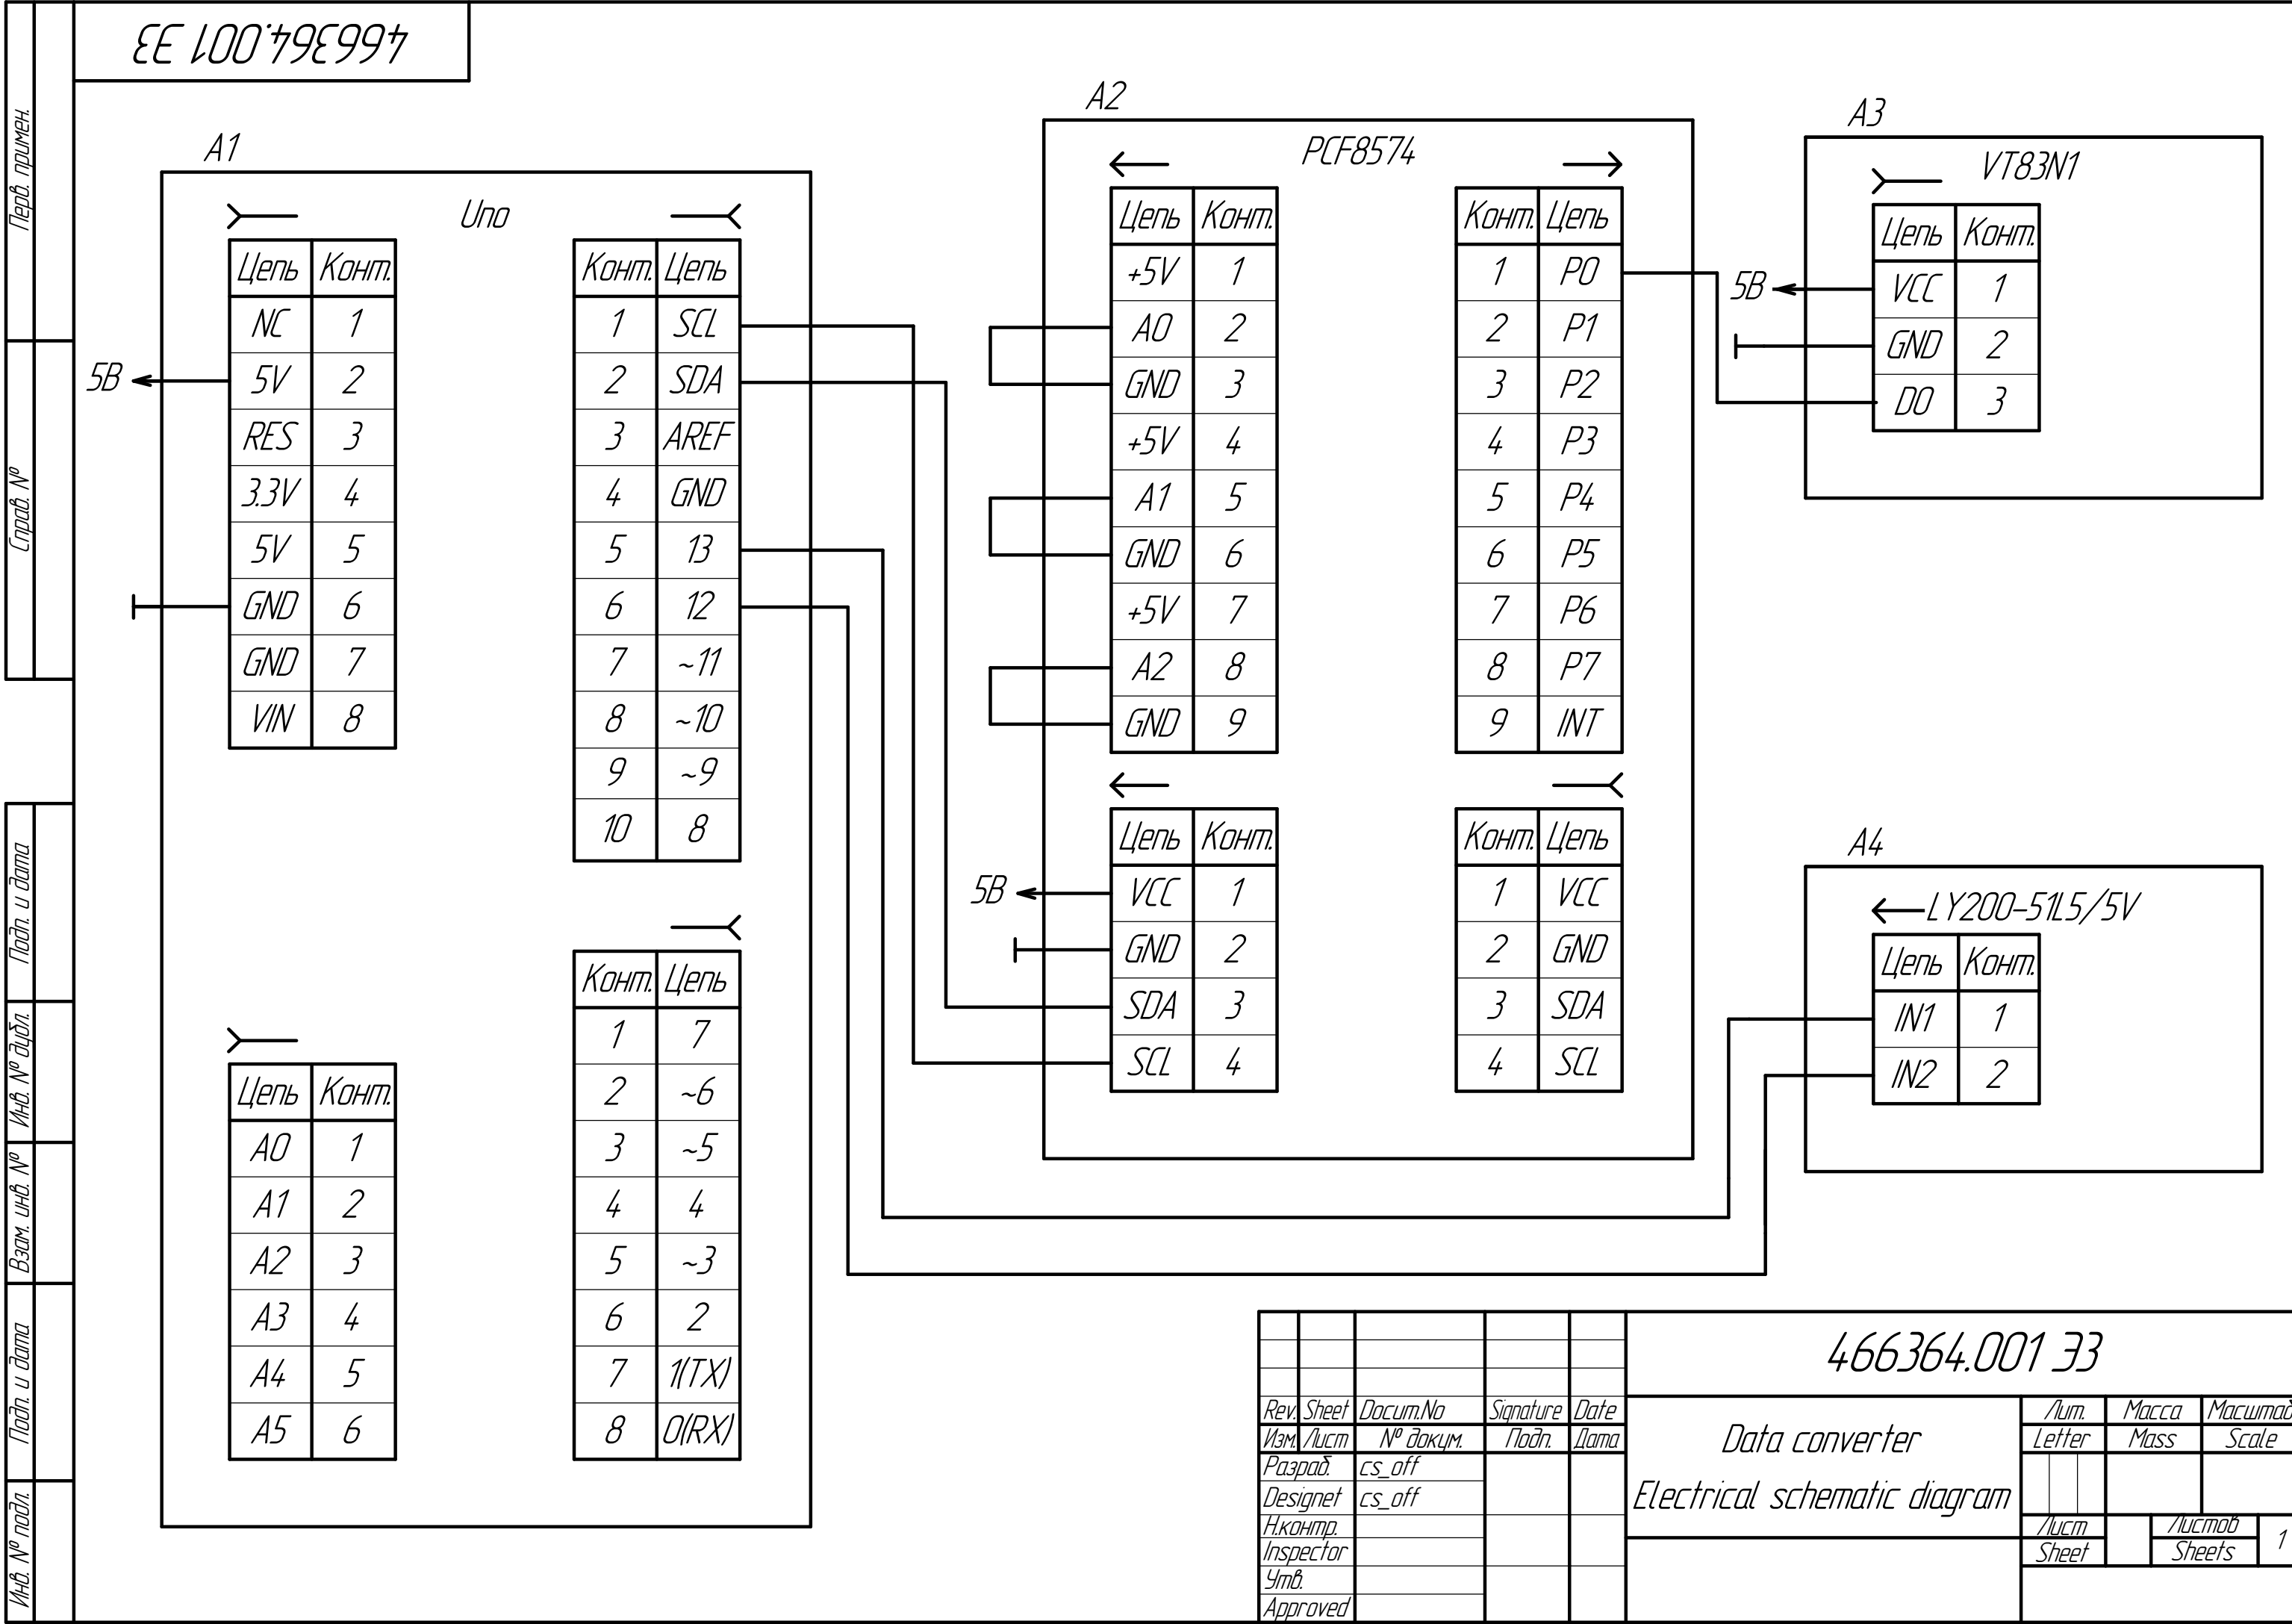 466364.001 ЭЗ
Перв. примен.
Справ. №
Подп. и дата
Инв. № дубл.
Взам. инв. №
Подп. и дата
Инв. № подл.
A1
Uno
Цепь Конт.
NC 1
5V 2
RES 3
3.3V 4
5V 5
GND 6
GND 7
VIN 8
5В
Конт. Цепь
1 SCL
2 SDA
3 AREF
4 GND
5 13
6 12
7 ~11
8 ~10
9 ~9
10 8
Цепь Конт.
A0 1
A1 2
A2 3
A3 4
A4 5
A5 6
Конт. Цепь
1 7
2 ~6
3 ~5
4 4
5 ~3
6 2
7 1(TX)
8 0(RX)
A2
PCF8574
Цепь Конт.
+5V 1
A0 2
GND 3
+5V 4
A1 5
GND 6
+5V 7
A2 8
GND 9
Конт. Цепь
1 P0
2 P1
3 P2
4 P3
5 P4
6 P5
7 P6
8 P7
9 INT
5В
Цепь Конт.
VCC 1
GND 2
SDA 3
SCL 4
Конт. Цепь
1 VCC
2 GND
3 SDA
4 SCL
A3
VT83N1
5В
Цепь Конт.
VCC 1
GND 2
DO 3
A4
LY200-51L5/5V
Цепь Конт.
IN1 1
IN2 2
466364.001 ЭЗ
Rev. Sheet Docum.No Signature Date
Изм. Лист № докум. Подп. Дата
Разраб. cs_off
Designet cs_off
Н.контр.
Inspector
Утв.
Approved
Data converter
Electrical schematic diagram
Лит. Масса Масштаб
Letter Mass Scale
Лист Листов 1
Sheet Sheets